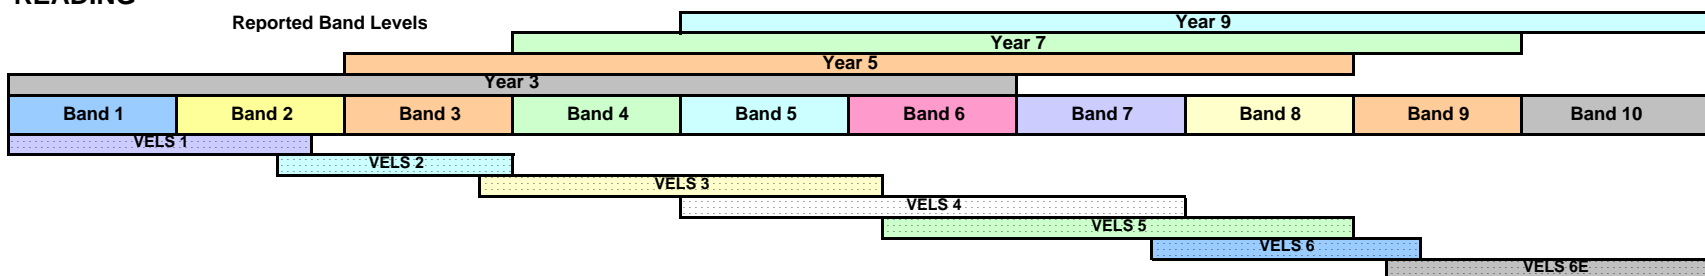 READING
Reported Band Levels Year 9
Year 7
Year 5
Year 3
Band 1 Band 2 Band 3 Band 4 Band 5 Band 6 Band 7 Band 8 Band 9 Band 10
VELS 1
VELS 2
VELS 3
VELS 4
VELS 5
VELS 6
VELS 6E